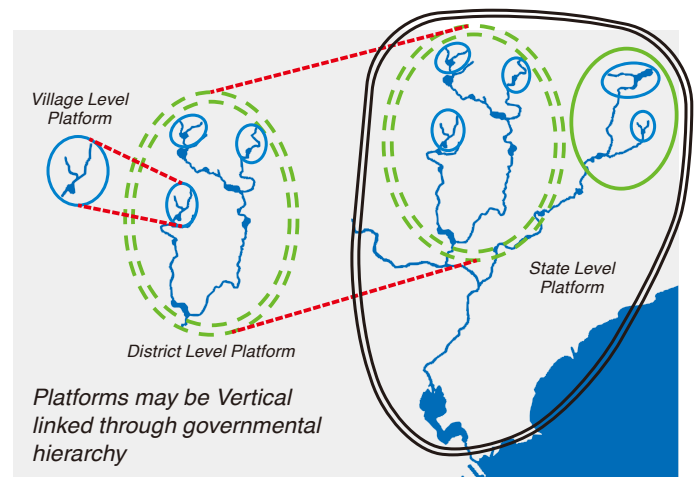 Village Level
Platform
State Level
Platform
District Level Platform
Platforms may be Vertical
linked through governmental
hierarchy